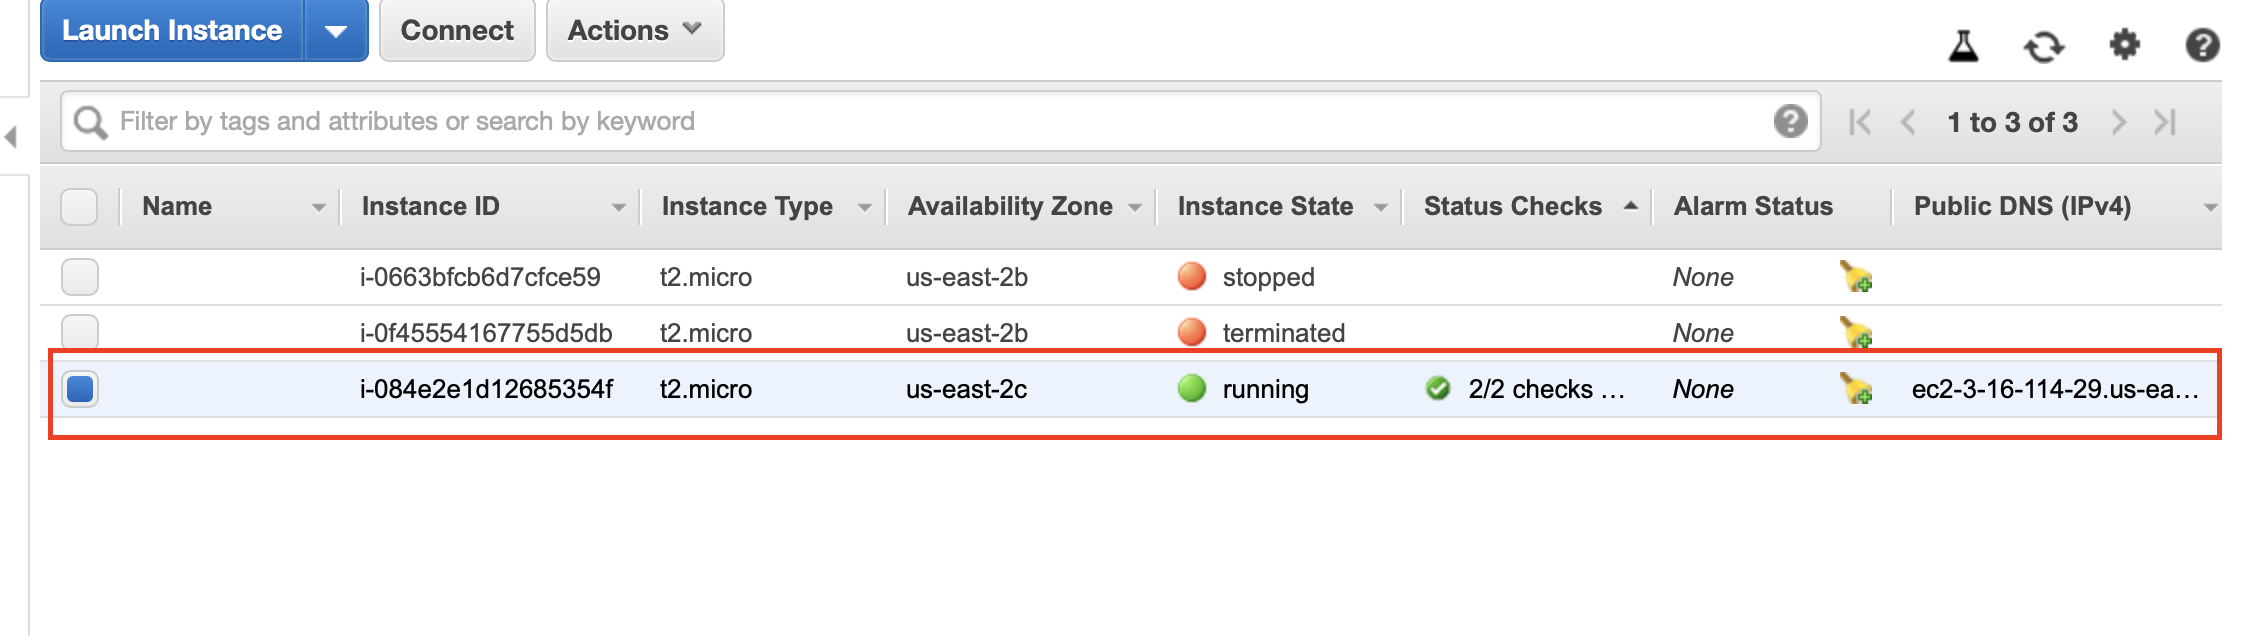 Launch Instance Connect Actions
Filter by tags and attributes or search by keyword 1 to 3 of 3
Name Instance ID Instance Type Availability Zone Instance State Status Checks Alarm Status Public DNS (IPv4)
i-0663bfcb6d7cfce59 t2.micro us-east-2b stopped None
i-0f45554167755d5db t2.micro us-east-2b terminated None
i-084e2e1d12685354f t2.micro us-east-2c running 2/2 checks ... None ec2-3-16-114-29.us-ea...